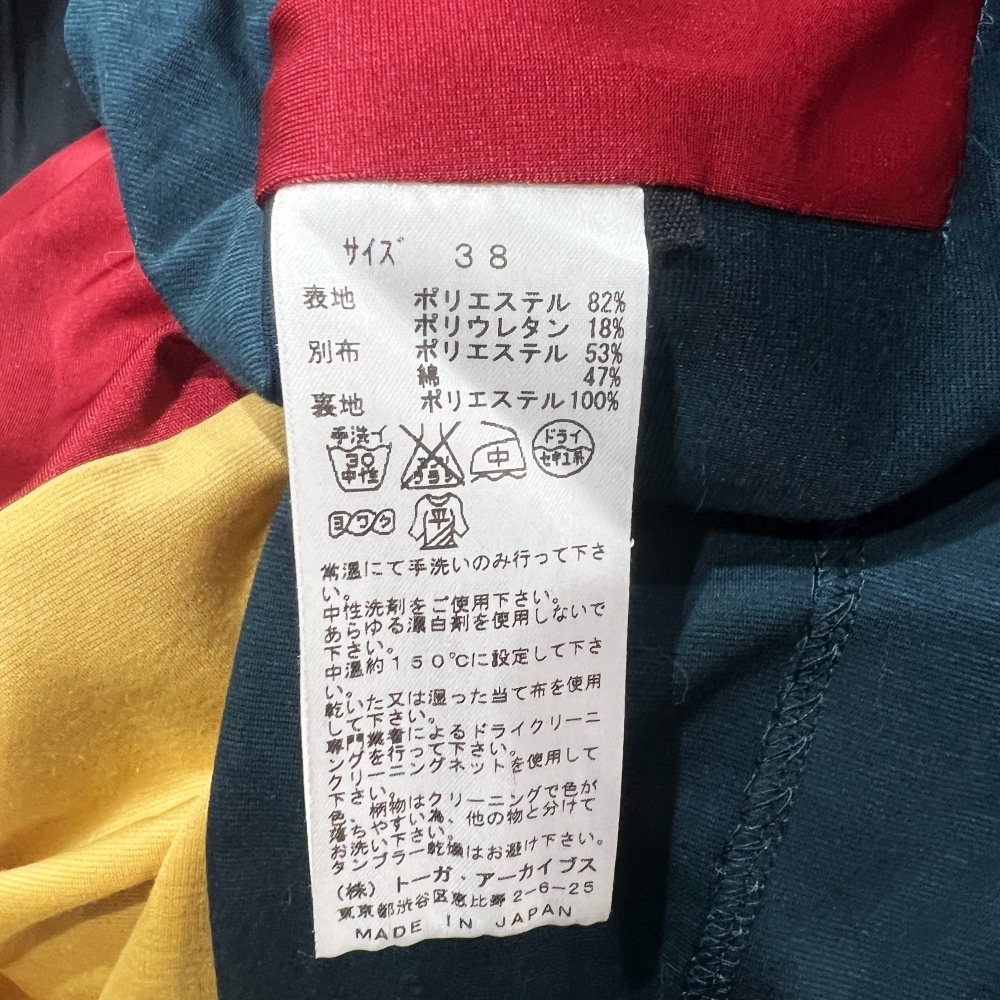 サイズ 38
表地 ポリエステル 82%
ポリウレタン 18%
別布 ポリエステル 53%
綿 47%
裏地 ポリエステル 100%
手洗イ
30
中性
エンソ
サラシ
中
ドライ
セキユ系
ヨワク
平
常温にて手洗いのみ行って下さ
い。
中性洗剤をご使用下さい。
あらゆる漂白剤を使用しないで
下さい。
中温約150℃に設定して下さ
い。
乾いた又は湿った当て布を使用
して下さい。
専門業者によるドライクリーニ
ングを行って下さい。
クリーニングネットを使用して
下さい。
色、柄物はクリーニングで色が
落ちやすい為、他の物と分けて
お洗い下さい。
タンブラー乾燥はお避け下さい。
(株) トーガ・アーカイブス
東京都渋谷区恵比寿2-6-25
MADE IN JAPAN